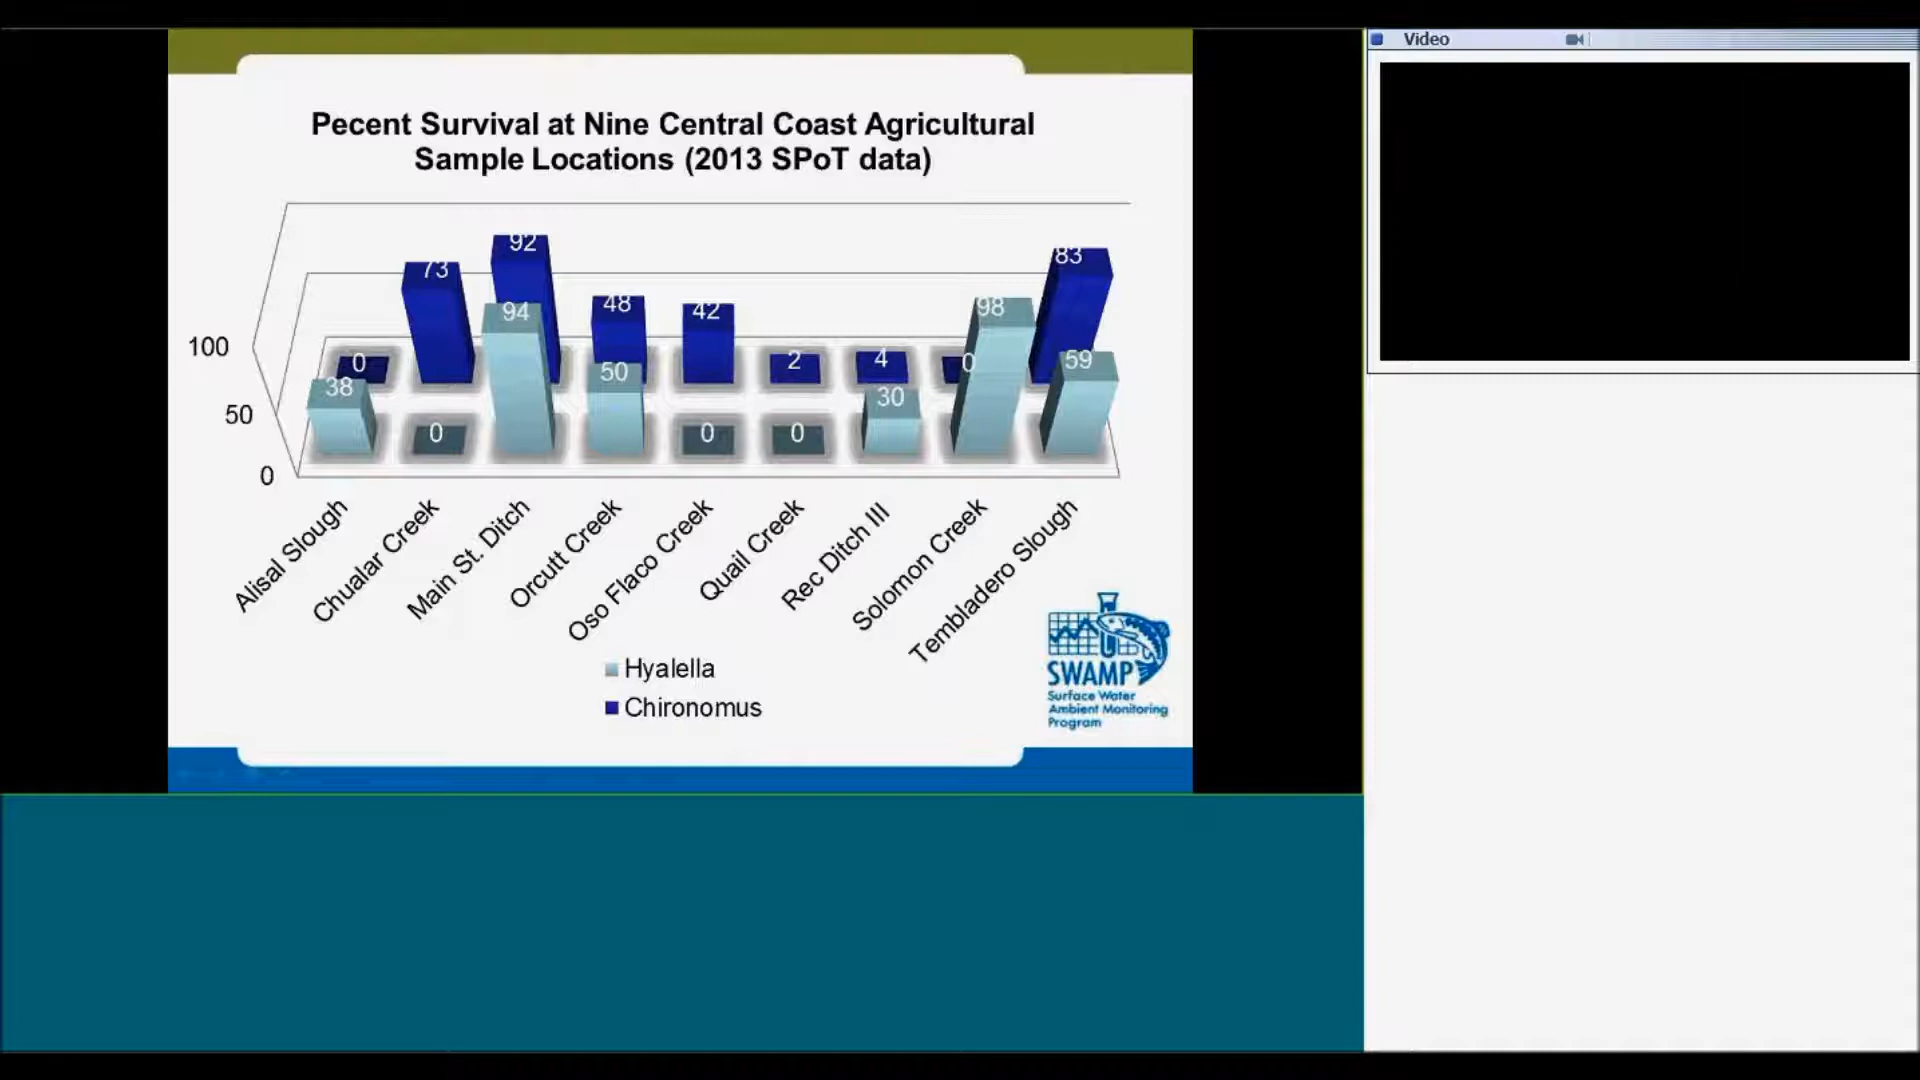 Video
Pecent Survival at Nine Central Coast Agricultural
Sample Locations (2013 SPoT data)
100
50
0
0
73
92
48
42
2
4
0
83
38
0
94
50
0
0
30
98
59
Alisal Slough
Chualar Creek
Main St. Ditch
Orcutt Creek
Oso Flaco Creek
Quail Creek
Rec Ditch III
Solomon Creek
Tembladero Slough
Hyalella
Chironomus
SWAMP
Surface Water
Ambient Monitoring
Program